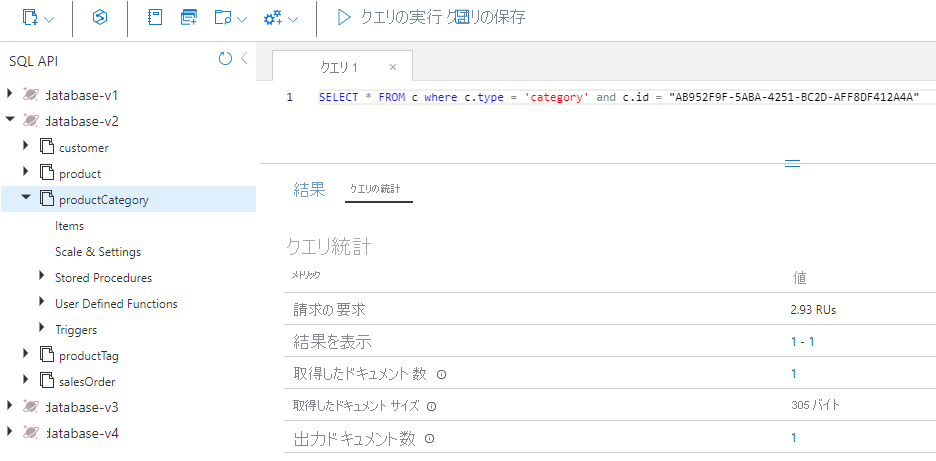 クエリの実行 クエリの保存
SQL API
database-v1
database-v2
customer
product
productCategory
Items
Scale & Settings
Stored Procedures
User Defined Functions
Triggers
productTag
salesOrder
database-v3
database-v4
クエリ 1 ×
1 SELECT * FROM c where c.type = 'category' and c.id = "AB952F9F-5ABA-4251-BC2D-AFF8DF412A4A"
結果 クエリの統計
クエリ統計
メトリック 値
請求の要求 2.93 RUs
結果を表示 1 - 1
取得したドキュメント数 1
取得したドキュメント サイズ 305 バイト
出力ドキュメント数 1